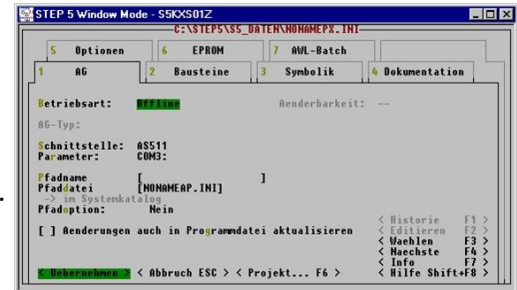 STEP 5 Window Mode - S5KXS01Z
C:\STEP5\S5_DATEN\NONAMEPX.INI
5 Optionen 6 EPROM 7 AWL-Batch
1 AG 2 Bausteine 3 Symbolik 4 Dokumentation
Betriebsart: Offline Aenderbarkeit: --
AG-Typ:
Schnittstelle: AS511
Parameter: COM3:
Pfadname [ ]
Pfaddatei [NONAMEAP.INI]
-> im Systemkatalog
Pfadoption: Nein
[ ] Aenderungen auch in Programmdatei aktualisieren
< Historie F1 >
< Editieren F2 >
< Waehlen F3 >
< Naechste F4 >
< Info F7 >
< Uebernehmen > < Abbruch ESC > < Projekt... F6 > < Hilfe Shift+F8 >